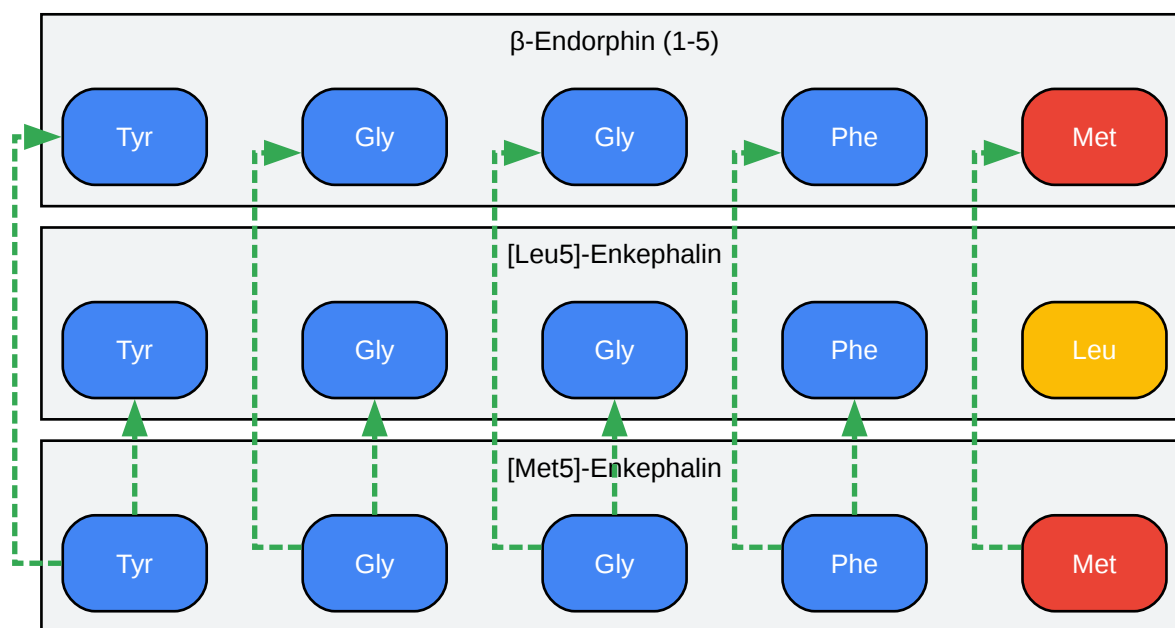 β-Endorphin (1-5)
Tyr Gly Gly Phe Met
[Leu5]-Enkephalin
Tyr Gly Gly Phe Leu
[Met5]-Enkephalin
Tyr Gly Gly Phe Met